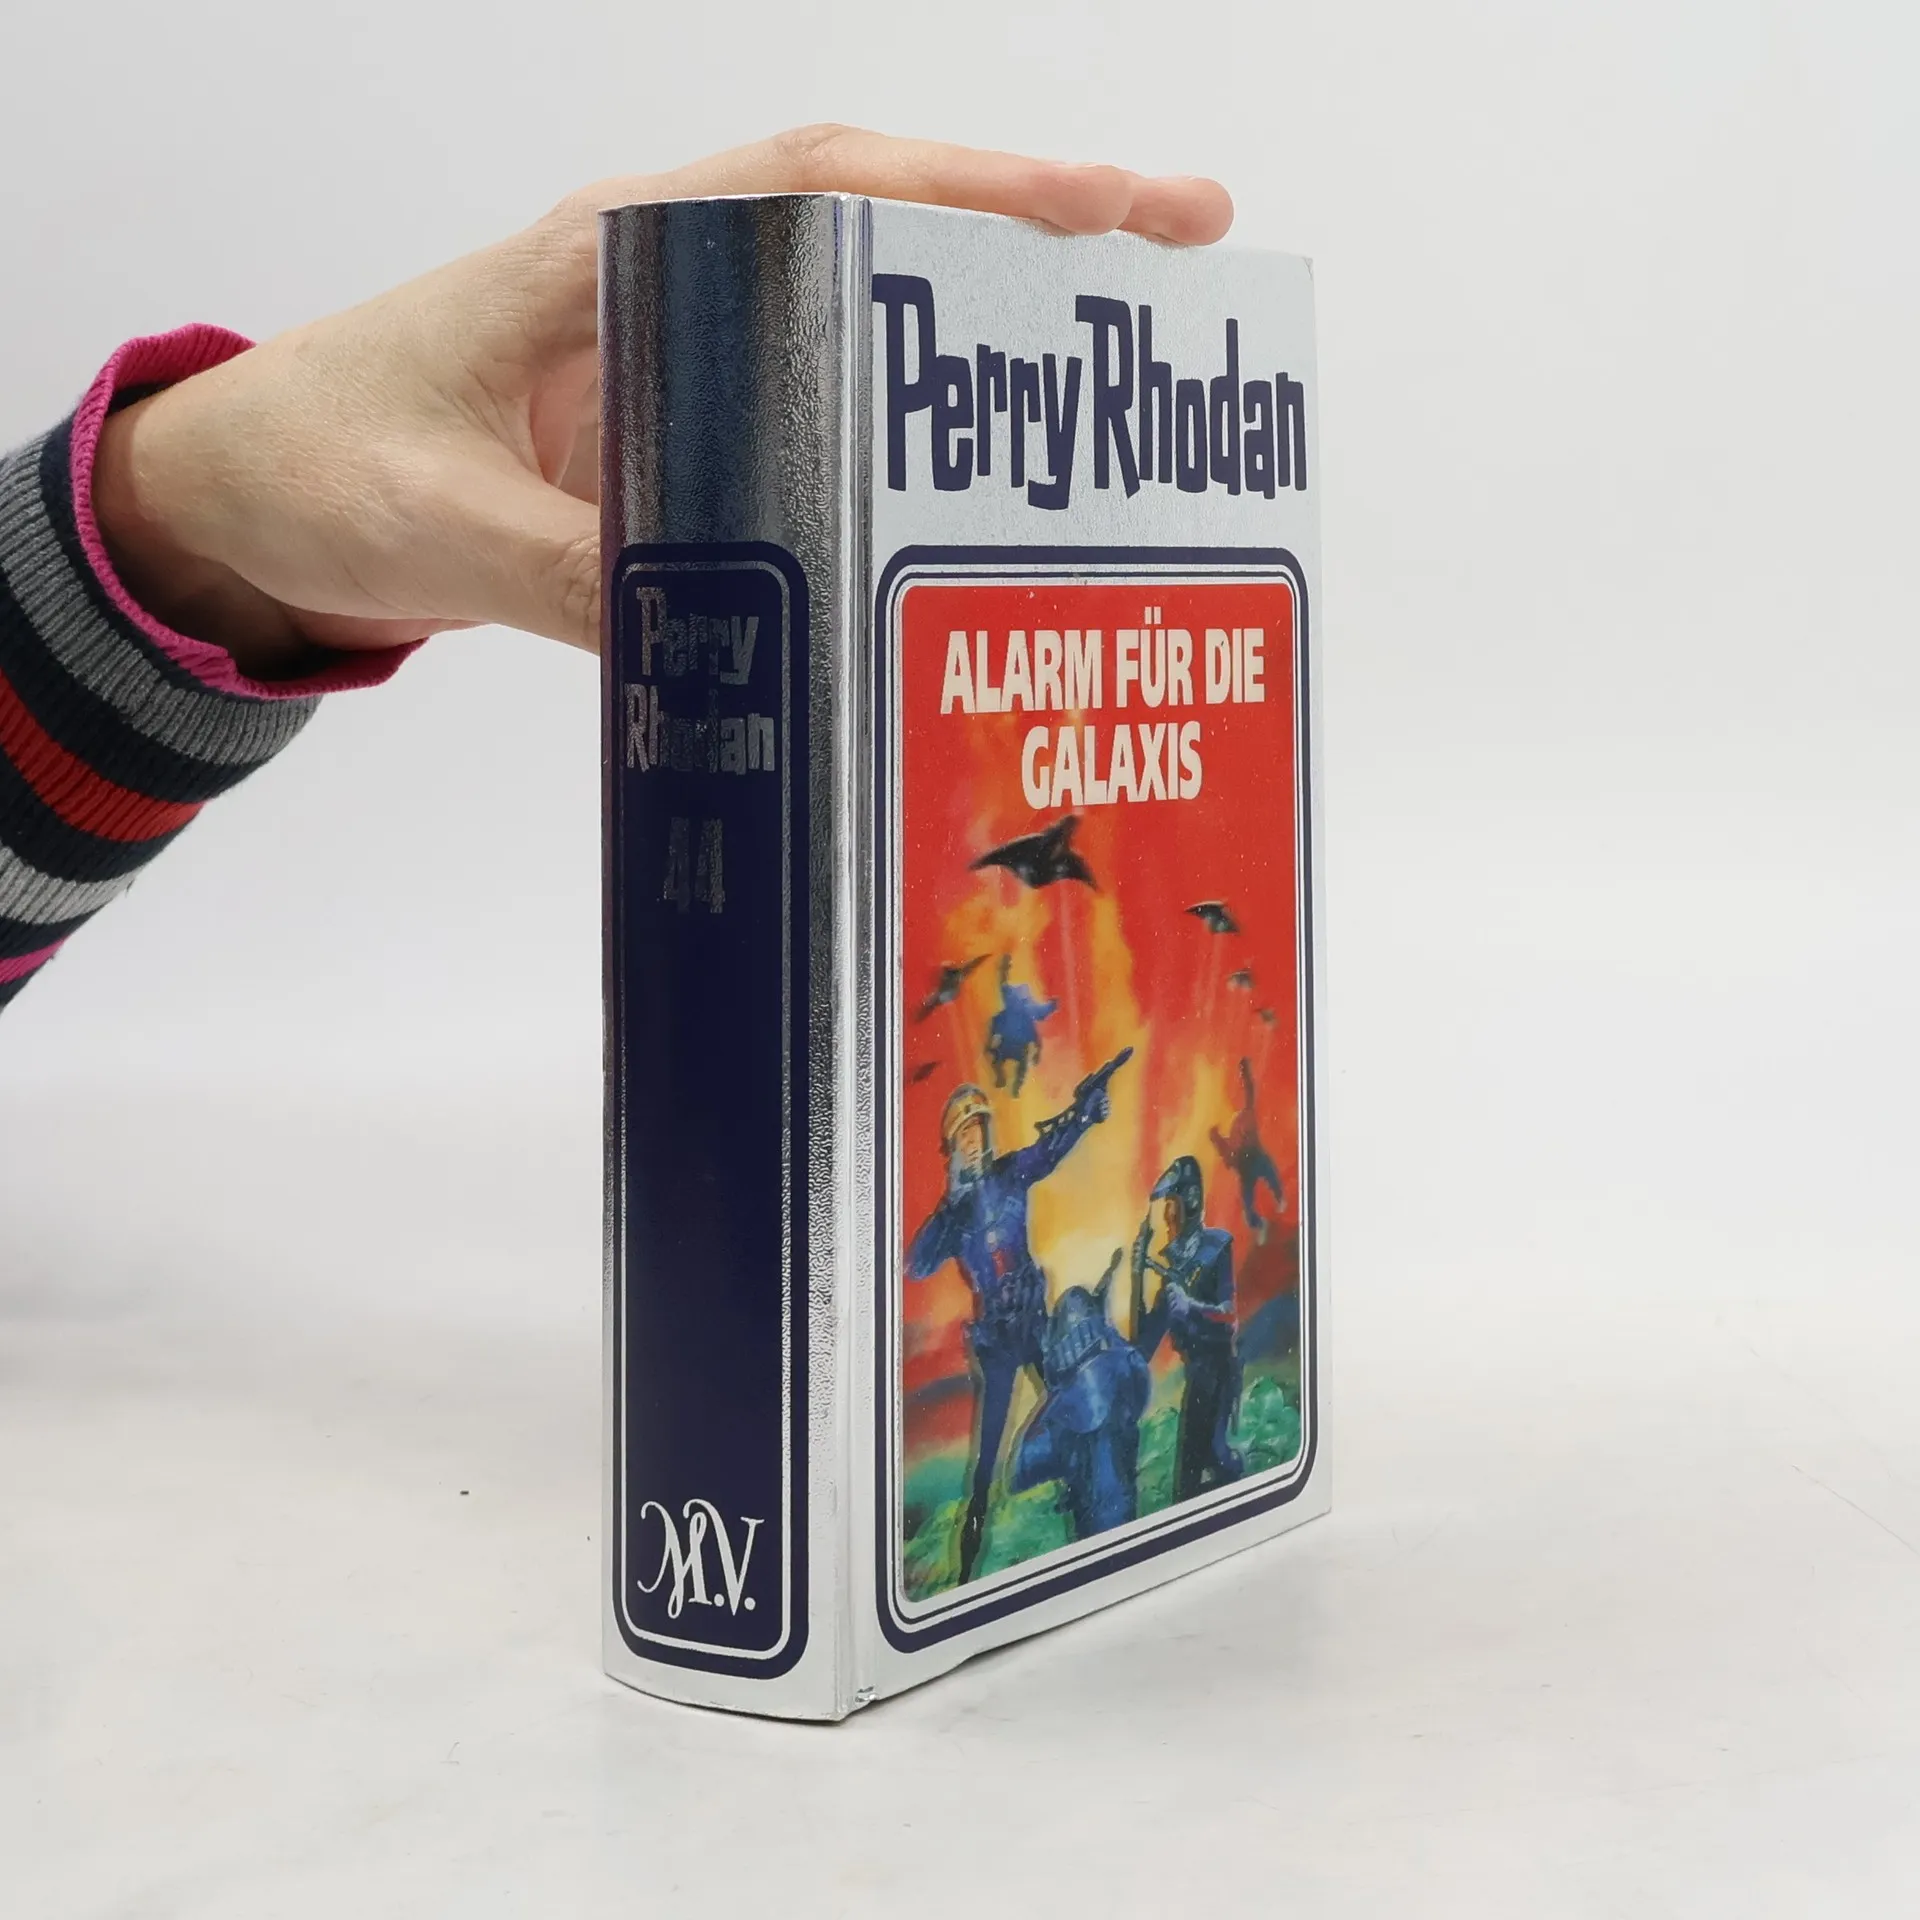 Perry
Rhodan
44
M.V.
Perry Rhodan
ALARM FÜR DIE
GALAXIS